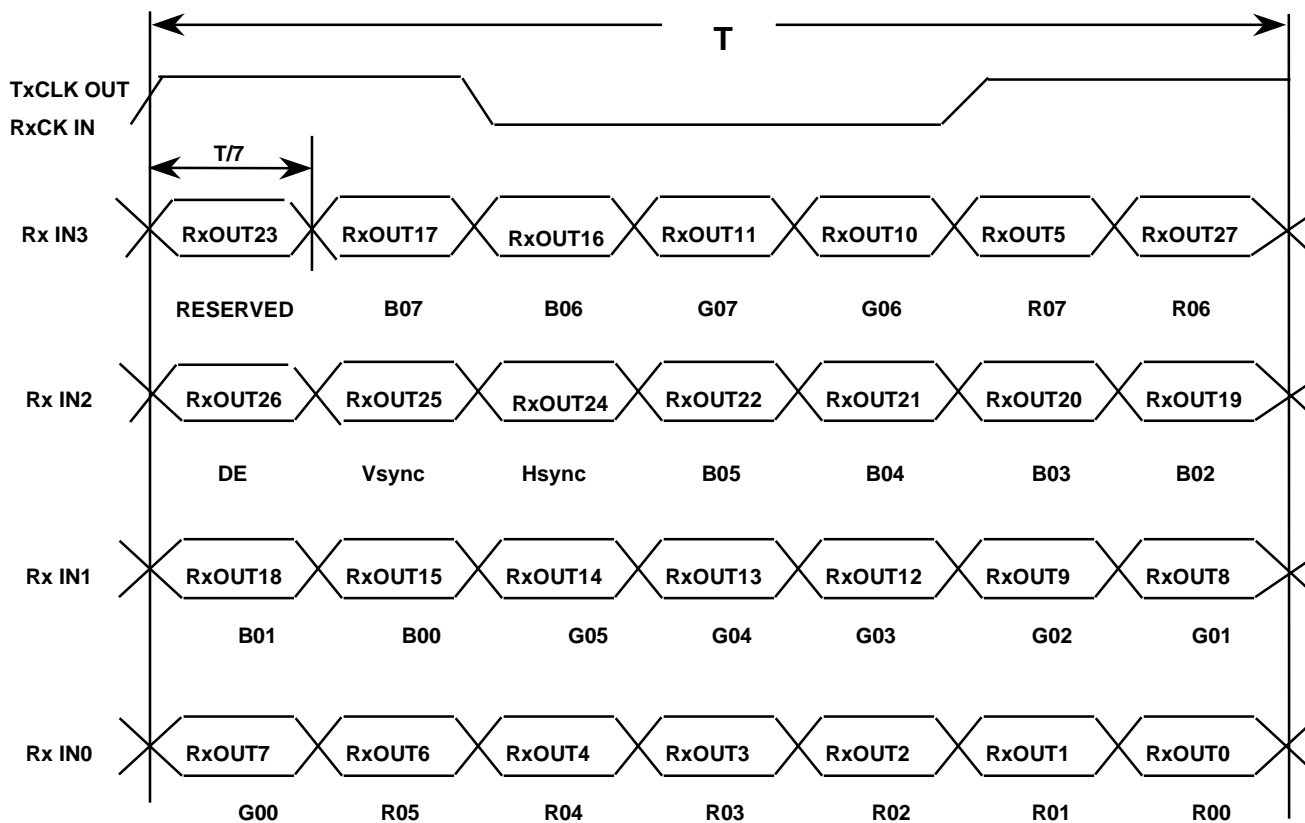 T
TxCLK OUT
RxCK IN
T/7
Rx IN3 RxOUT23 RxOUT17 RxOUT16 RxOUT11 RxOUT10 RxOUT5 RxOUT27
RESERVED B07 B06 G07 G06 R07 R06
Rx IN2 RxOUT26 RxOUT25 RxOUT24 RxOUT22 RxOUT21 RxOUT20 RxOUT19
DE Vsync Hsync B05 B04 B03 B02
Rx IN1 RxOUT18 RxOUT15 RxOUT14 RxOUT13 RxOUT12 RxOUT9 RxOUT8
B01 B00 G05 G04 G03 G02 G01
Rx IN0 RxOUT7 RxOUT6 RxOUT4 RxOUT3 RxOUT2 RxOUT1 RxOUT0
G00 R05 R04 R03 R02 R01 R00